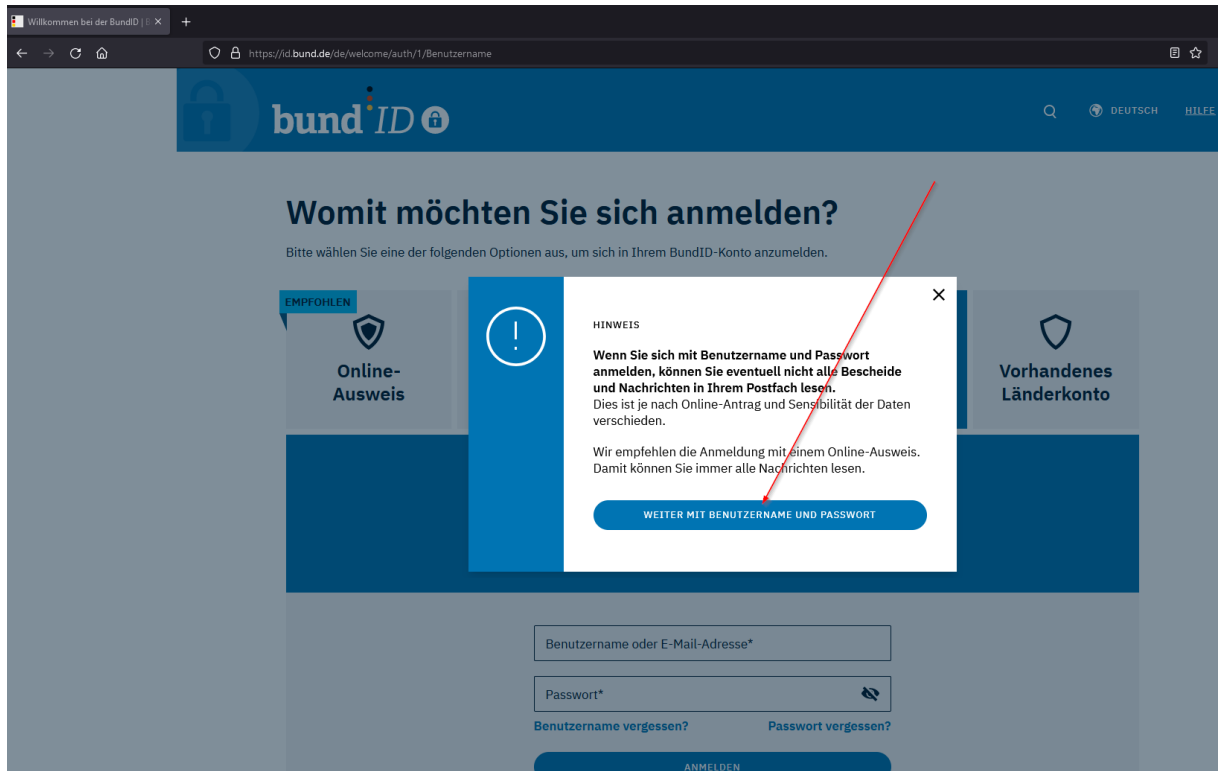 Willkommen bei der BundID | B
https://id.bund.de/de/welcome/auth/1/Benutzername
bund ID
DEUTSCH
HILFE
Womit möchten Sie sich anmelden?
Bitte wählen Sie eine der folgenden Optionen aus, um sich in Ihrem BundID-Konto anzumelden.
EMPFOHLEN
Online-
Ausweis
HINWEIS
Wenn Sie sich mit Benutzername und Passwort
anmelden, können Sie eventuell nicht alle Bescheide
und Nachrichten in Ihrem Postfach lesen.
Dies ist je nach Online-Antrag und Sensibilität der Daten
verschieden.
Wir empfehlen die Anmeldung mit einem Online-Ausweis.
Damit können Sie immer alle Nachrichten lesen.
WEITER MIT BENUTZERNAME UND PASSWORT
Vorhandenes
Länderkonto
Benutzername oder E-Mail-Adresse*
Passwort*
Benutzername vergessen?
Passwort vergessen?
ANMELDEN